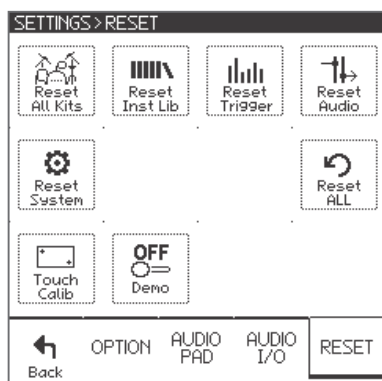 SETTINGS>RESET
Reset
All Kits
Reset
Inst Lib
Reset
Trigger
Reset
Audio
Reset
System
Reset
ALL
Touch
Calib
OFF
Demo
Back
OPTION
AUDIO
PAD
AUDIO
I/O
RESET